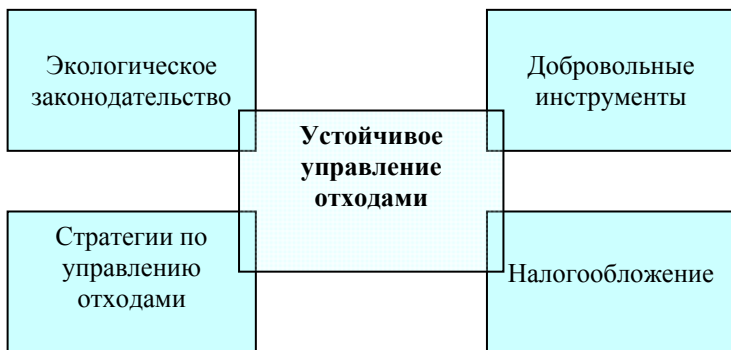 Экологическое
законодательство
Добровольные
инструменты
Устойчивое
управление
отходами
Стратегии по
управлению
отходами
Налогообложение